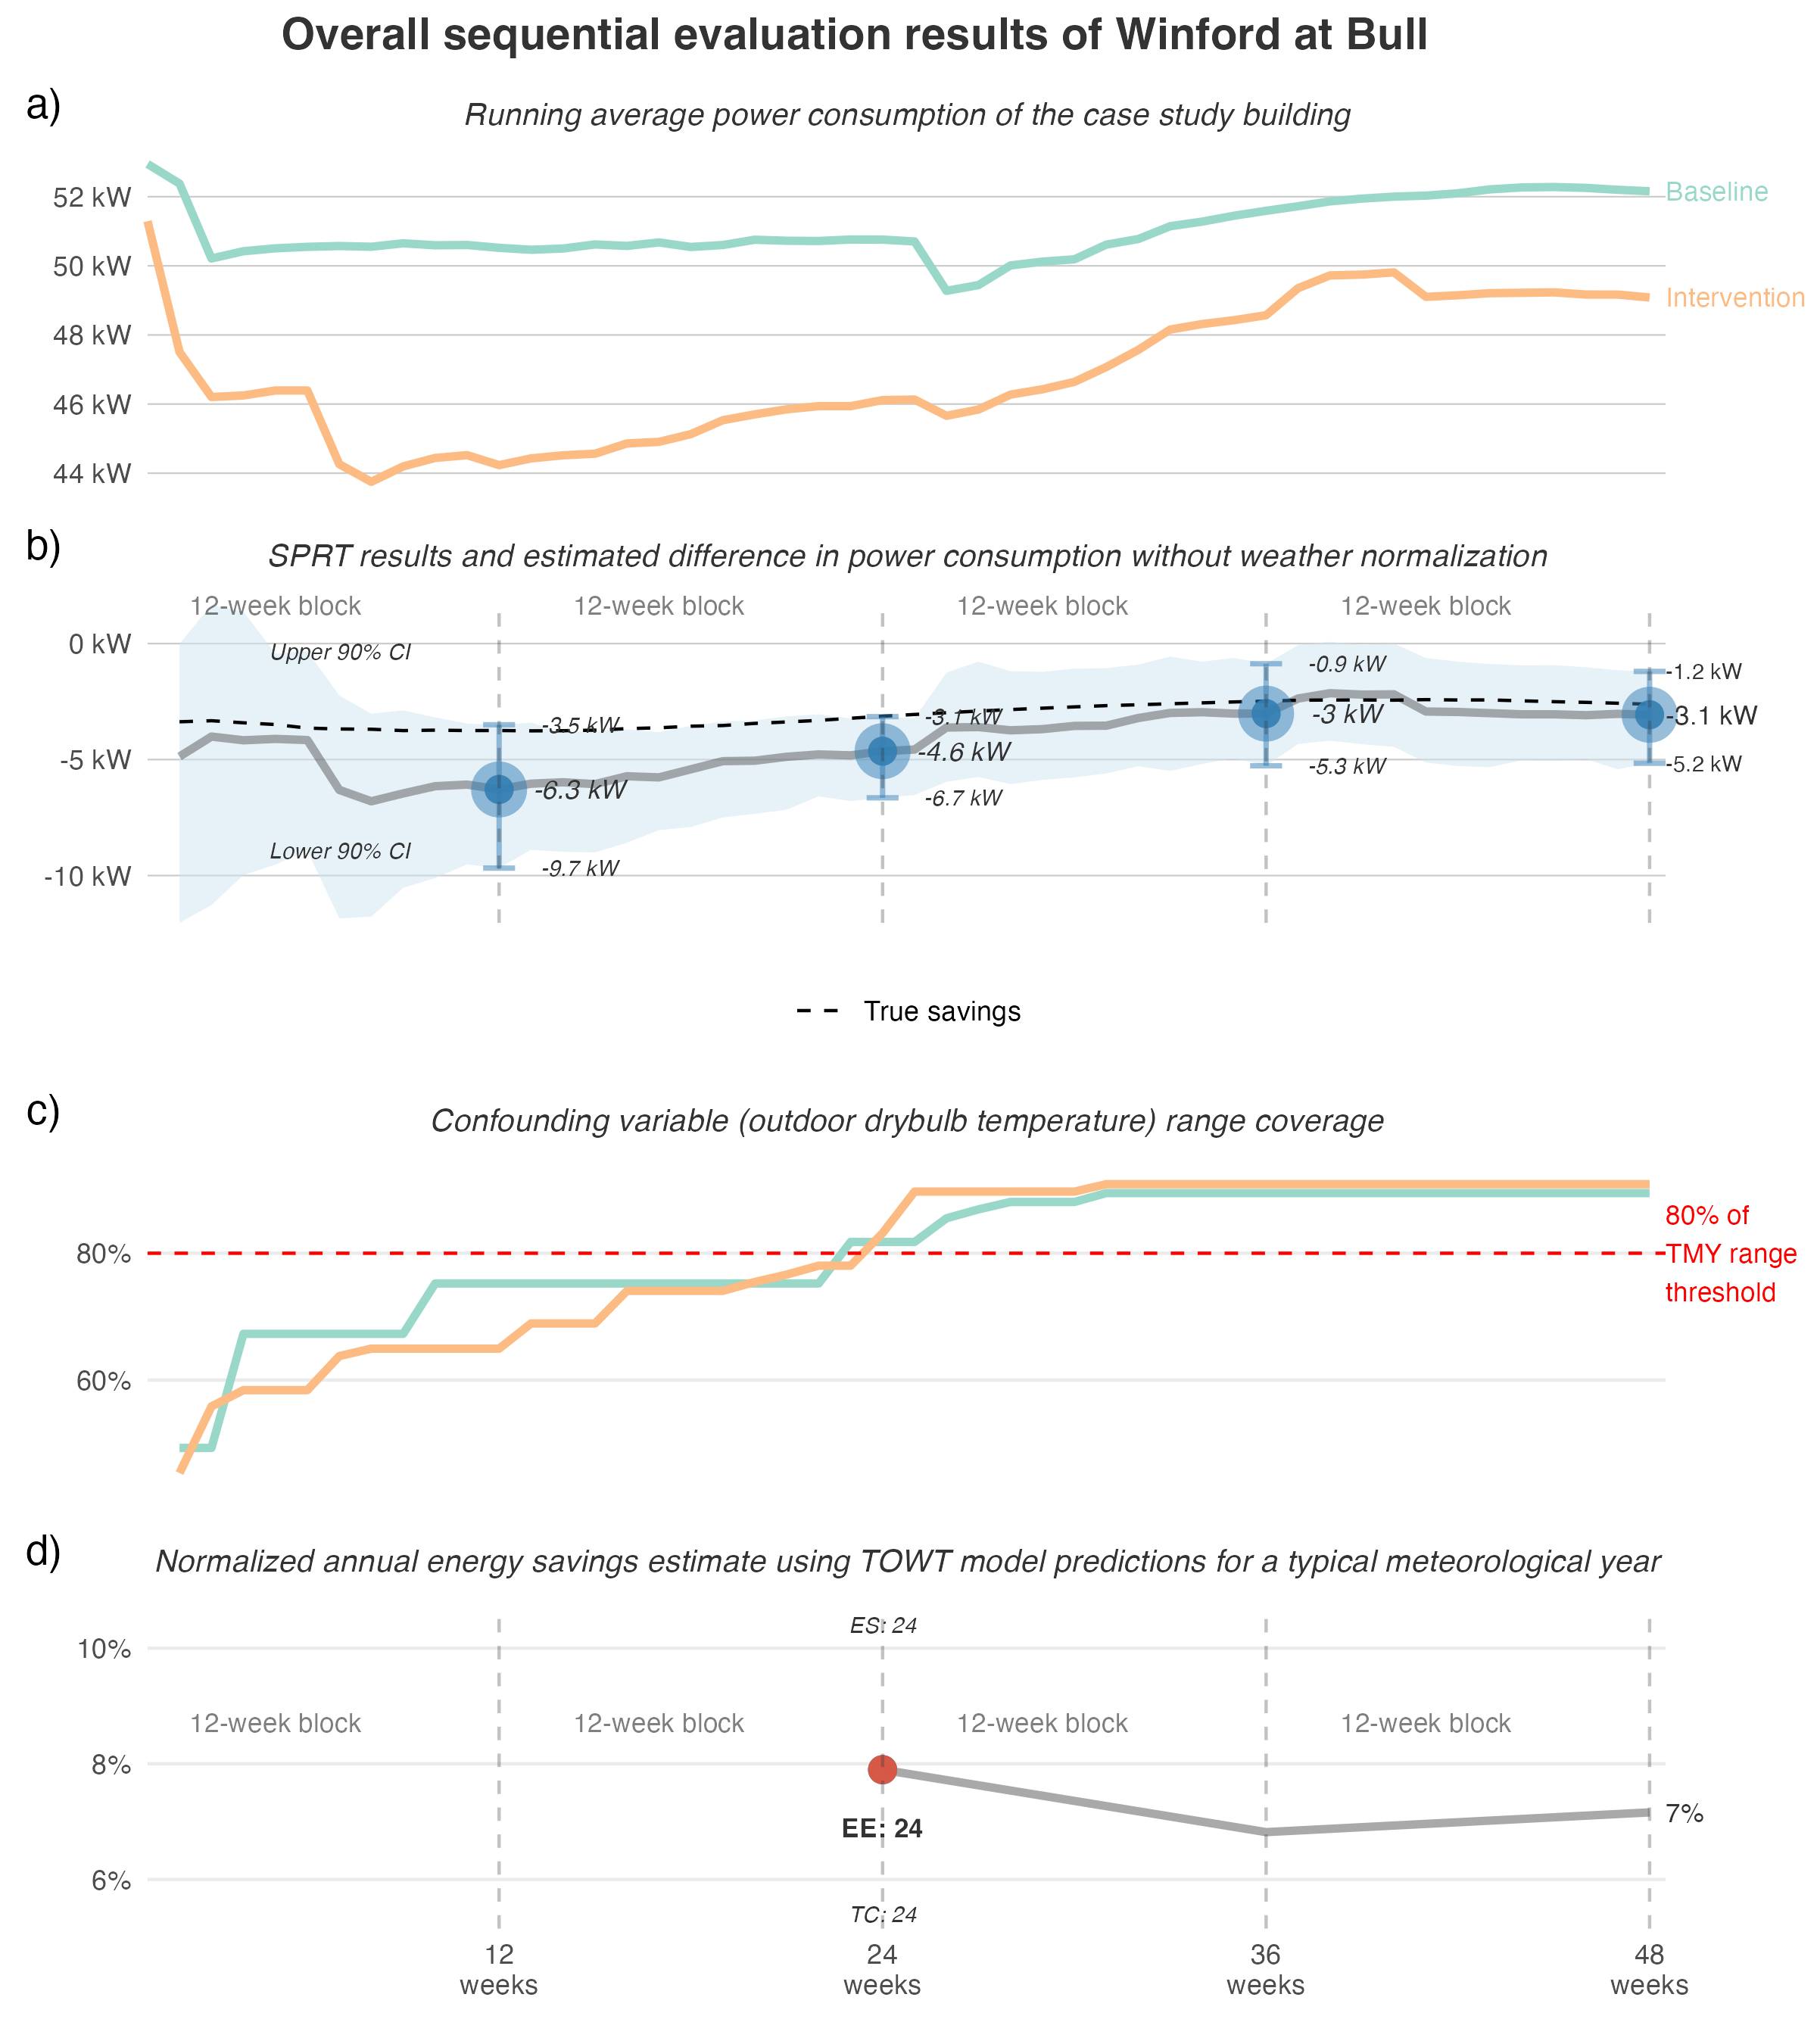 Overall sequential evaluation results of Winford at Bull
a)
Running average power consumption of the case study building
52 kW
50 kW
48 kW
46 kW
44 kW
Baseline
Intervention
b)
SPRT results and estimated difference in power consumption without weather normalization
12-week block
12-week block
12-week block
12-week block
0 kW
-5 kW
-10 kW
Upper 90% CI
Lower 90% CI
-3.5 kW
-6.3 kW
-9.7 kW
-3.1 kW
-4.6 kW
-6.7 kW
-0.9 kW
-3 kW
-5.3 kW
-1.2 kW
-3.1 kW
-5.2 kW
True savings
c)
Confounding variable (outdoor drybulb temperature) range coverage
80%
60%
80% of
TMY range
threshold
d)
Normalized annual energy savings estimate using TOWT model predictions for a typical meteorological year
10%
8%
6%
ES: 24
12-week block
12-week block
12-week block
12-week block
EE: 24
7%
TC: 24
12
weeks
24
weeks
36
weeks
48
weeks